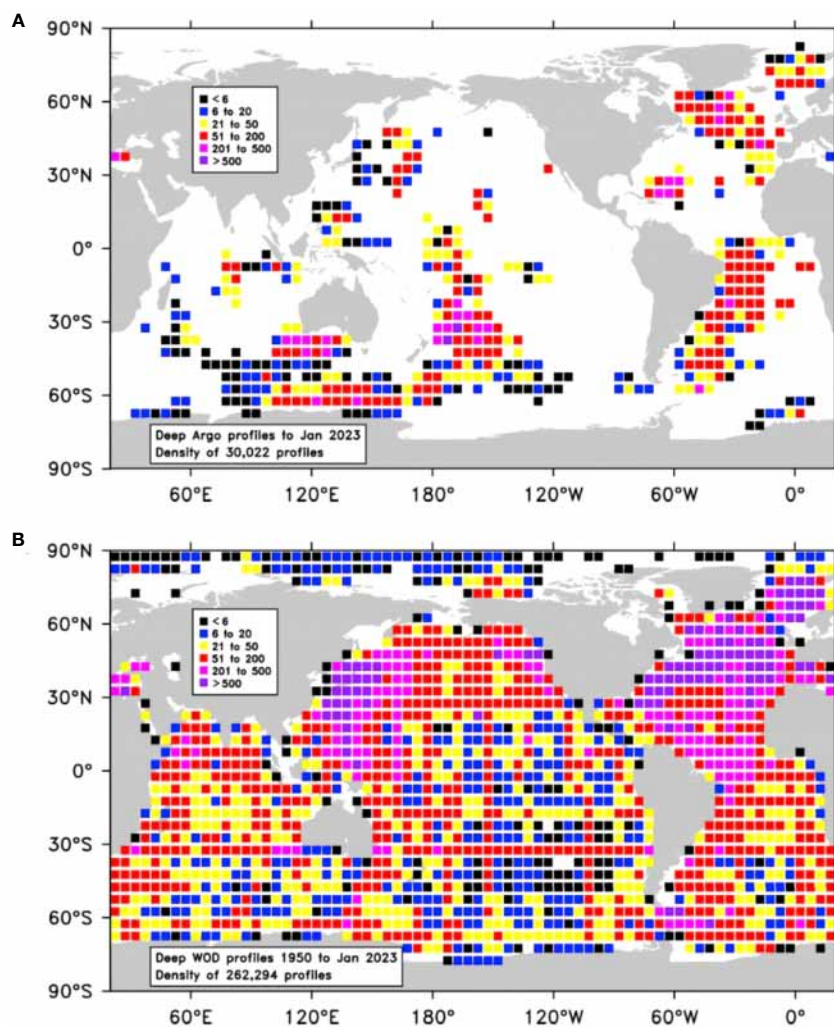 A
90°N
60°N
30°N
0°
30°S
60°S
90°S
< 6
6 to 20
21 to 50
51 to 200
201 to 500
> 500
Deep Argo profiles to Jan 2023
Density of 30,022 profiles
60°E 120°E 180° 120°W 60°W 0°
B
90°N
60°N
30°N
0°
30°S
60°S
90°S
< 6
6 to 20
21 to 50
51 to 200
201 to 500
> 500
Deep WOD profiles 1950 to Jan 2023
Density of 262,294 profiles
60°E 120°E 180° 120°W 60°W 0°